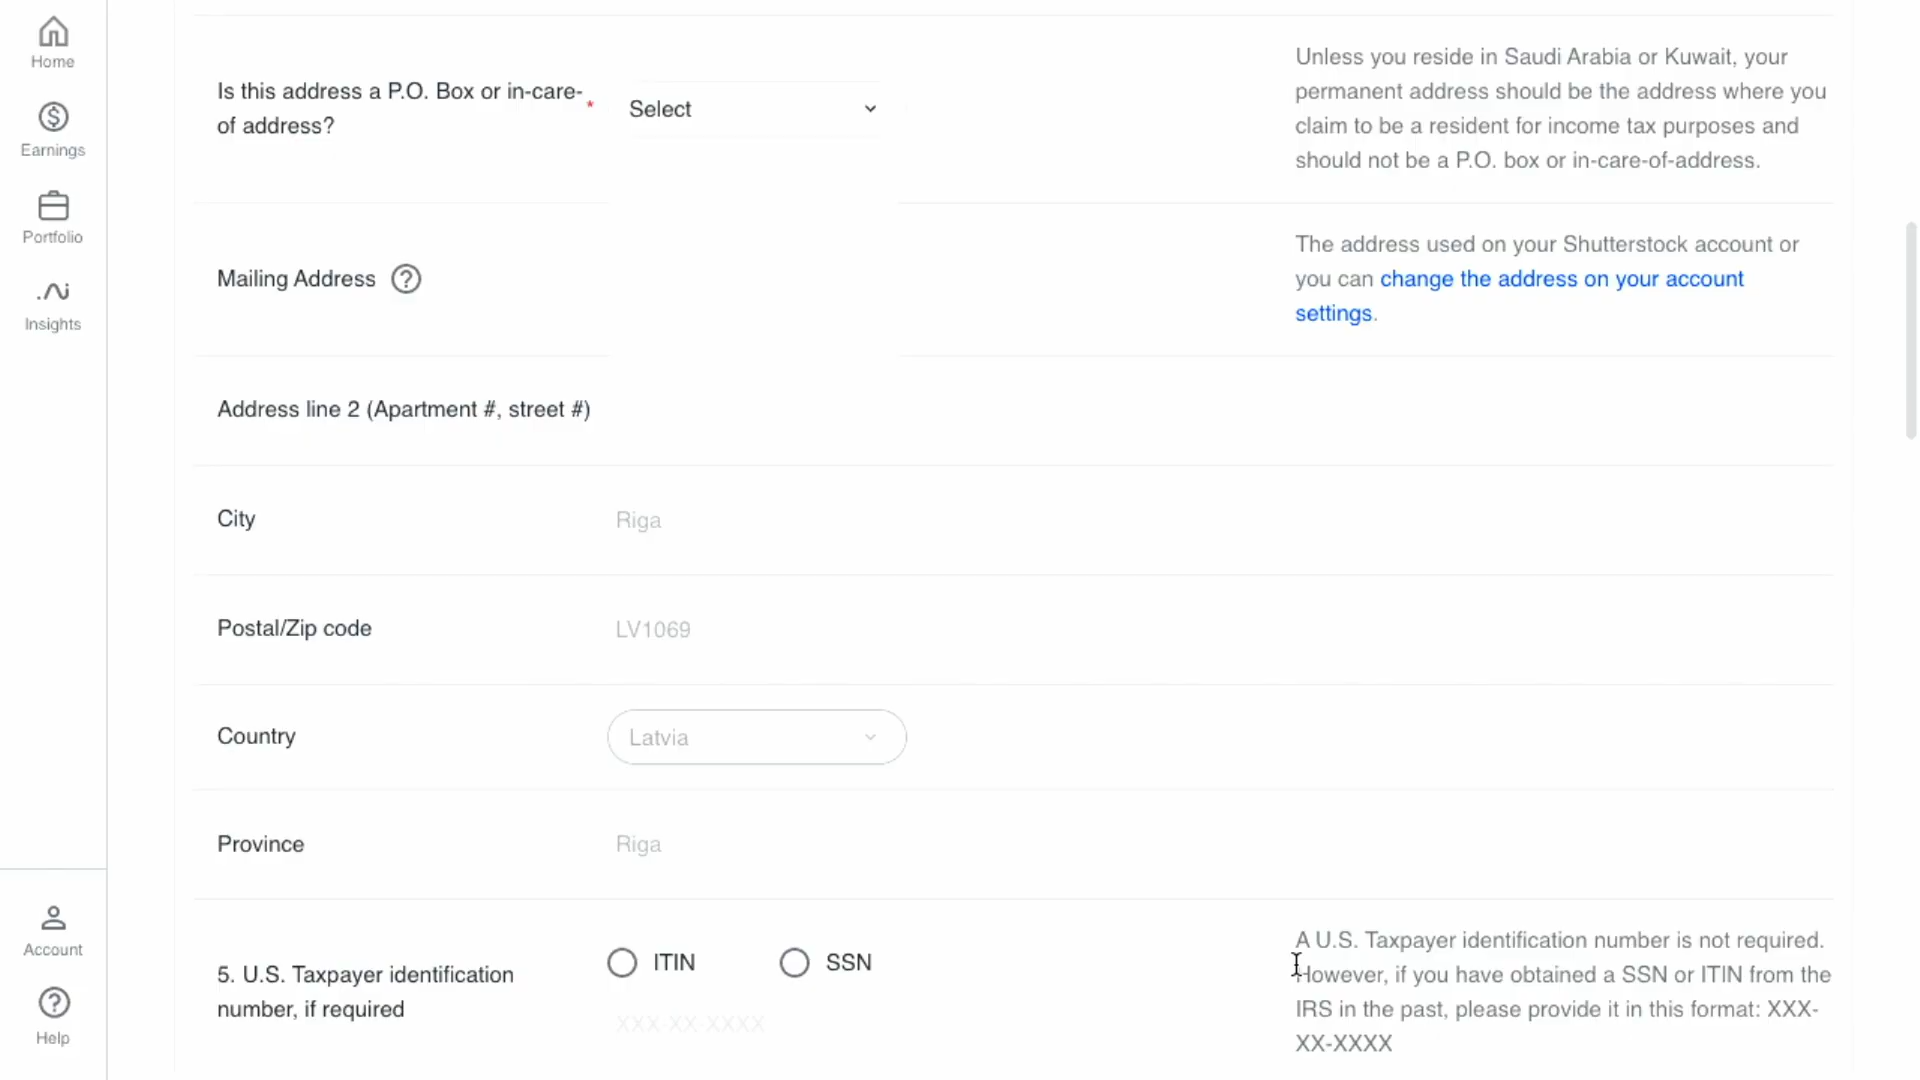 Home
Earnings
Portfolio
Insights
Account
Help
Is this address a P.O. Box or in-care-
of address?
*
Select
Unless you reside in Saudi Arabia or Kuwait, your
permanent address should be the address where you
claim to be a resident for income tax purposes and
should not be a P.O. box or in-care-of-address.
Mailing Address ?
The address used on your Shutterstock account or
you can change the address on your account
settings.
Address line 2 (Apartment #, street #)
City
Riga
Postal/Zip code
LV1069
Country
Latvia
Province
Riga
5. U.S. Taxpayer identification
number, if required
ITIN
SSN
XXX-XX-XXXX
A U.S. Taxpayer identification number is not required.
However, if you have obtained a SSN or ITIN from the
IRS in the past, please provide it in this format: XXX-
XX-XXXX